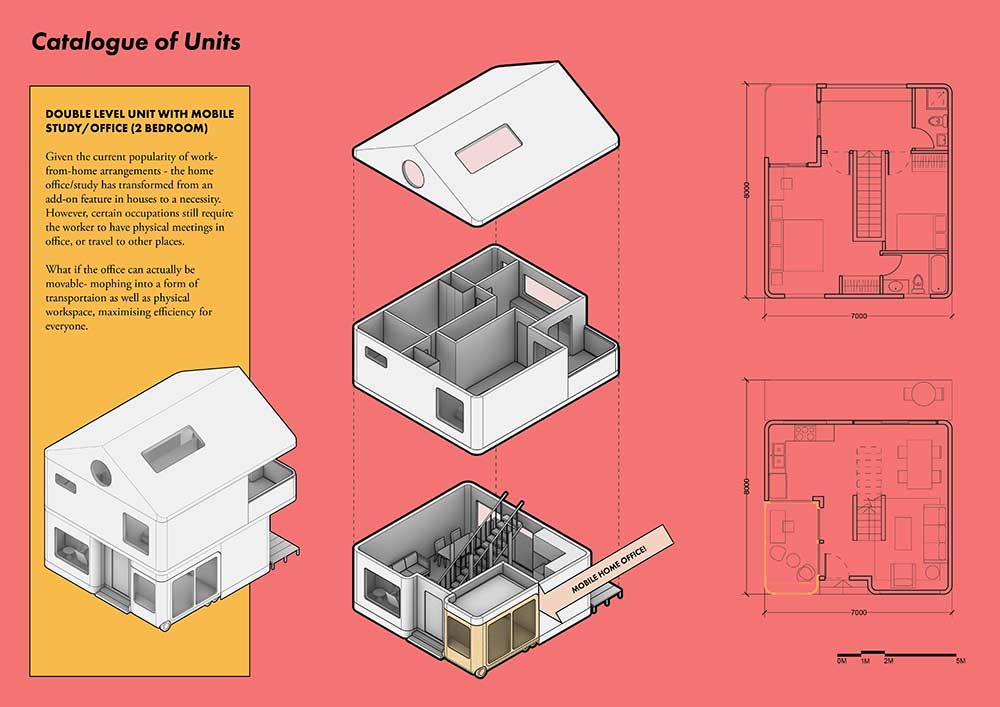 Catalogue of Units
DOUBLE LEVEL UNIT WITH MOBILE
STUDY/OFFICE (2 BEDROOM)
Given the current popularity of work-
from-home arrangements - the home
office/study has transformed from an
add-on feature in houses to a necessity.
However, certain occupations still require
the worker to have physical meetings in
office, or travel to other places.
What if the office can actually be
movable- mophing into a form of
transportaion as well as physical
workspace, maximising efficiency for
everyone.
MOBILE HOME OFFICE!
8000
7000
8000
7000
0M 1M 2M 5M